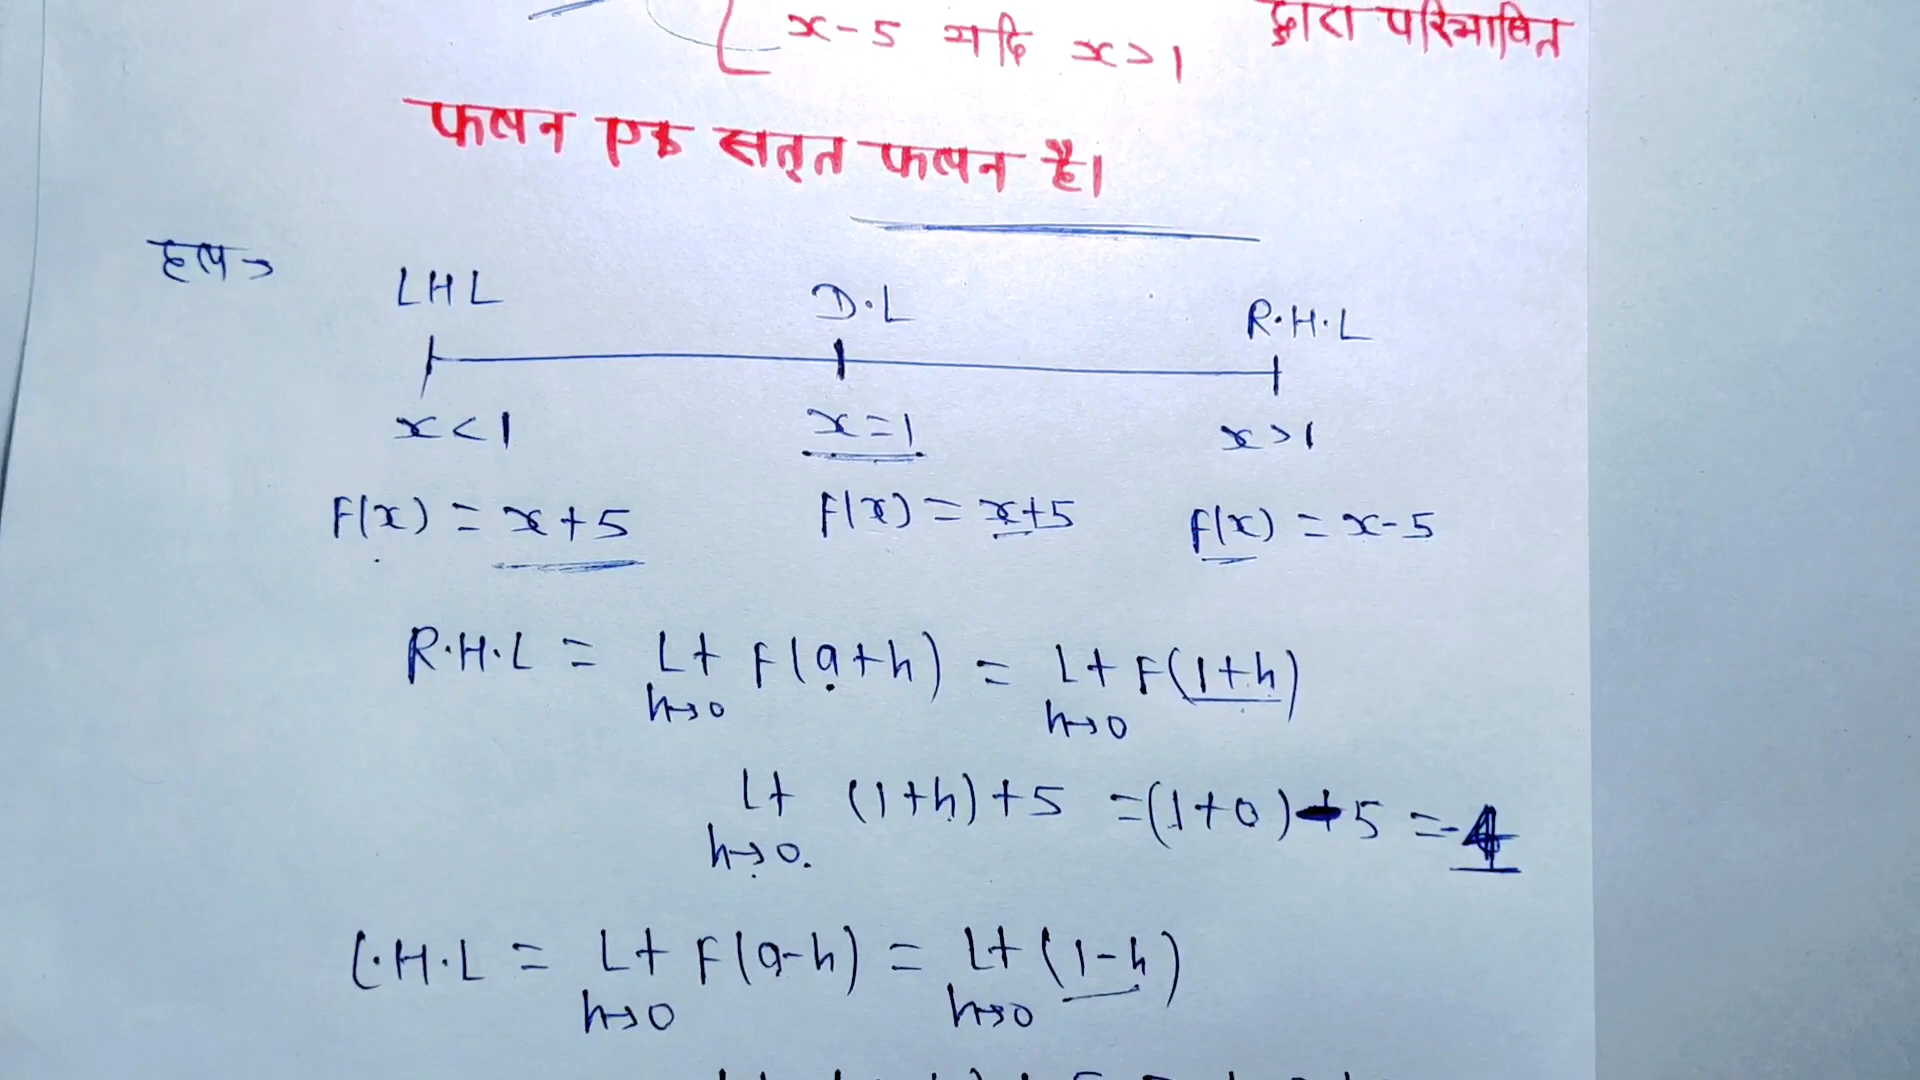 x-5 यदि x>1 द्वारा परिभाषित
फलन एक सतत फलन है।
हल→
LHL D.L R.H.L
x<1 x=1 x>1
F(x) = x+5 F(x) = x+5 F(x) = x-5
R.H.L = Lt F(a+h) = Lt F(1+h)
h→0 h→0
Lt (1+h)+5 =(1+0)-5 =-4
h→0.
L.H.L = Lt F(a-h) = Lt (1-h)
h→0 h→0